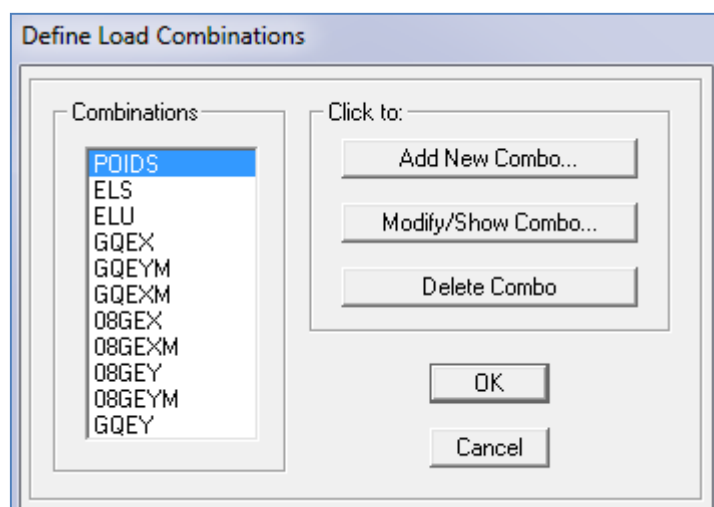 Define Load Combinations
Combinations
POIDS
ELS
ELU
GQEX
GQEYM
GQEXM
08GEX
08GEXM
08GEY
08GEYM
GQEY
Click to:
Add New Combo...
Modify/Show Combo...
Delete Combo
OK
Cancel